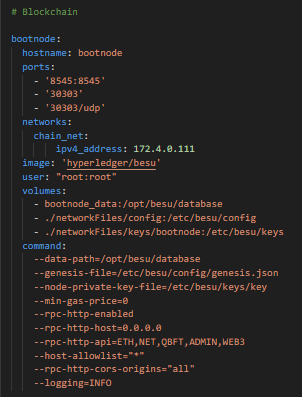 # Blockchain
bootnode:
hostname: bootnode
ports:
- '8545:8545'
- '30303'
- '30303/udp'
networks:
chain_net:
ipv4_address: 172.4.0.111
image: 'hyperledger/besu'
user: "root:root"
volumes:
- bootnode_data:/opt/besu/database
- ./networkFiles/config:/etc/besu/config
- ./networkFiles/keys/bootnode:/etc/besu/keys
command:
--data-path=/opt/besu/database
--genesis-file=/etc/besu/config/genesis.json
--node-private-key-file=/etc/besu/keys/key
--min-gas-price=0
--rpc-http-enabled
--rpc-http-host=0.0.0.0
--rpc-http-api=ETH,NET,QBFT,ADMIN,WEB3
--host-allowlist="*"
--rpc-http-cors-origins="all"
--logging=INFO